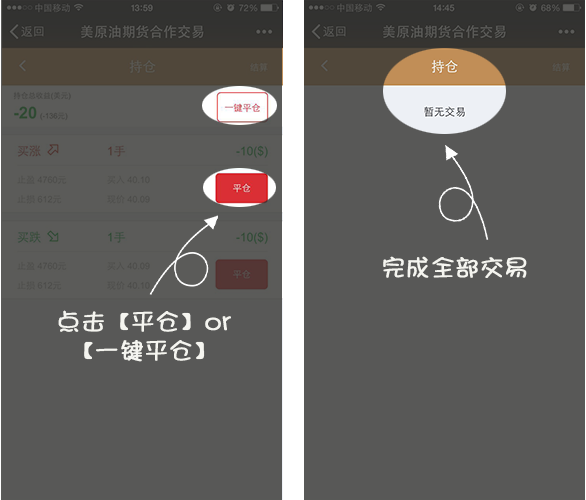 中国移动 13:59 72%
返回 美原油期货合作交易
持仓 结算
持仓总收益(美元)
-20 (-136元)
一键平仓
买涨 1手 -10($)
止盈 4760元 买入 40.10
止损 612元 现价 40.09
平仓
买跌 1手 -10($)
止盈 4760元 买入 40.09
止损 612元 现价 40.10
平仓
点击【平仓】or
【一键平仓】
中国移动 14:45 68%
返回 美原油期货合作交易
持仓 结算
暂无交易
完成全部交易